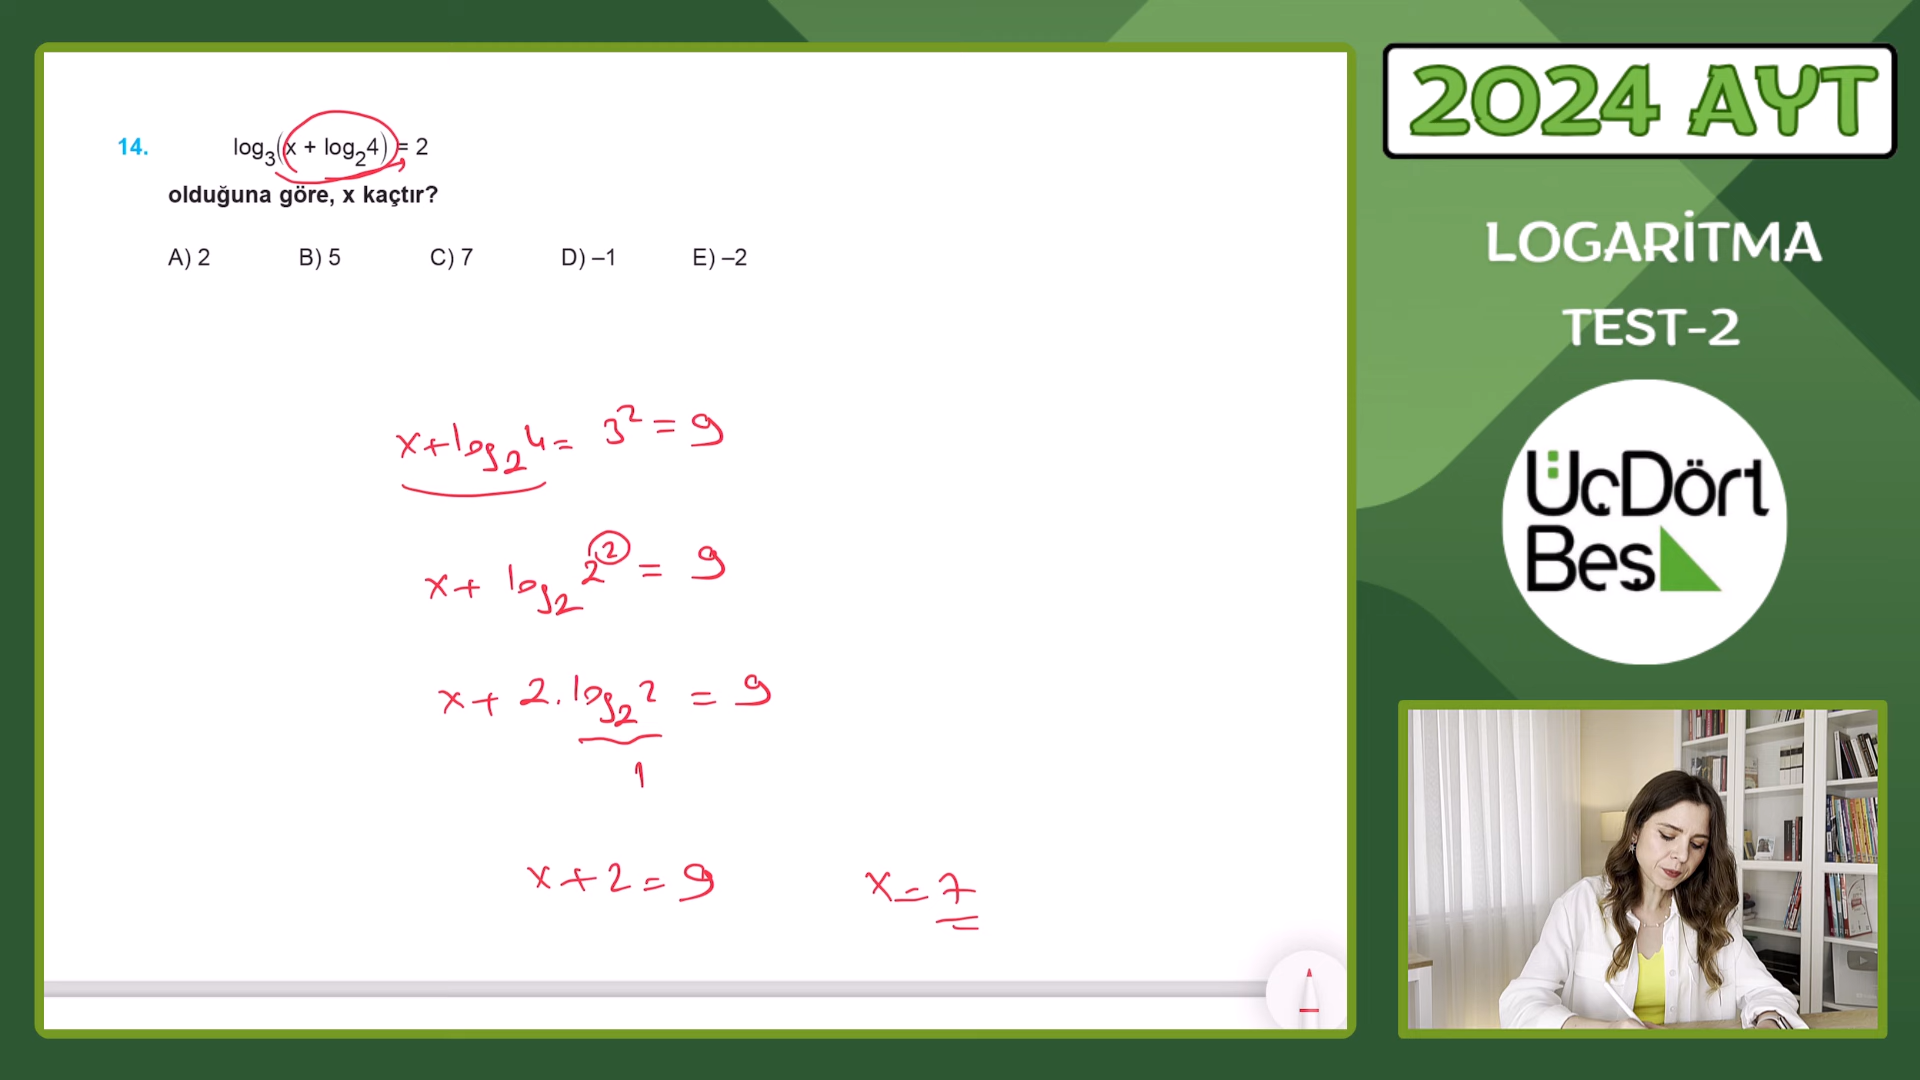 14. log₃(x + log₂4) = 2
olduğuna göre, x kaçtır?
A) 2 B) 5 C) 7 D) –1 E) –2
x+log₂4 = 3² = 9
x+ log₂2² = 9
x+ 2.log₂2 = 9
1
x+2=9 x=7
2024 AYT
LOGARİTMA
TEST-2
ÜçDört
Beş